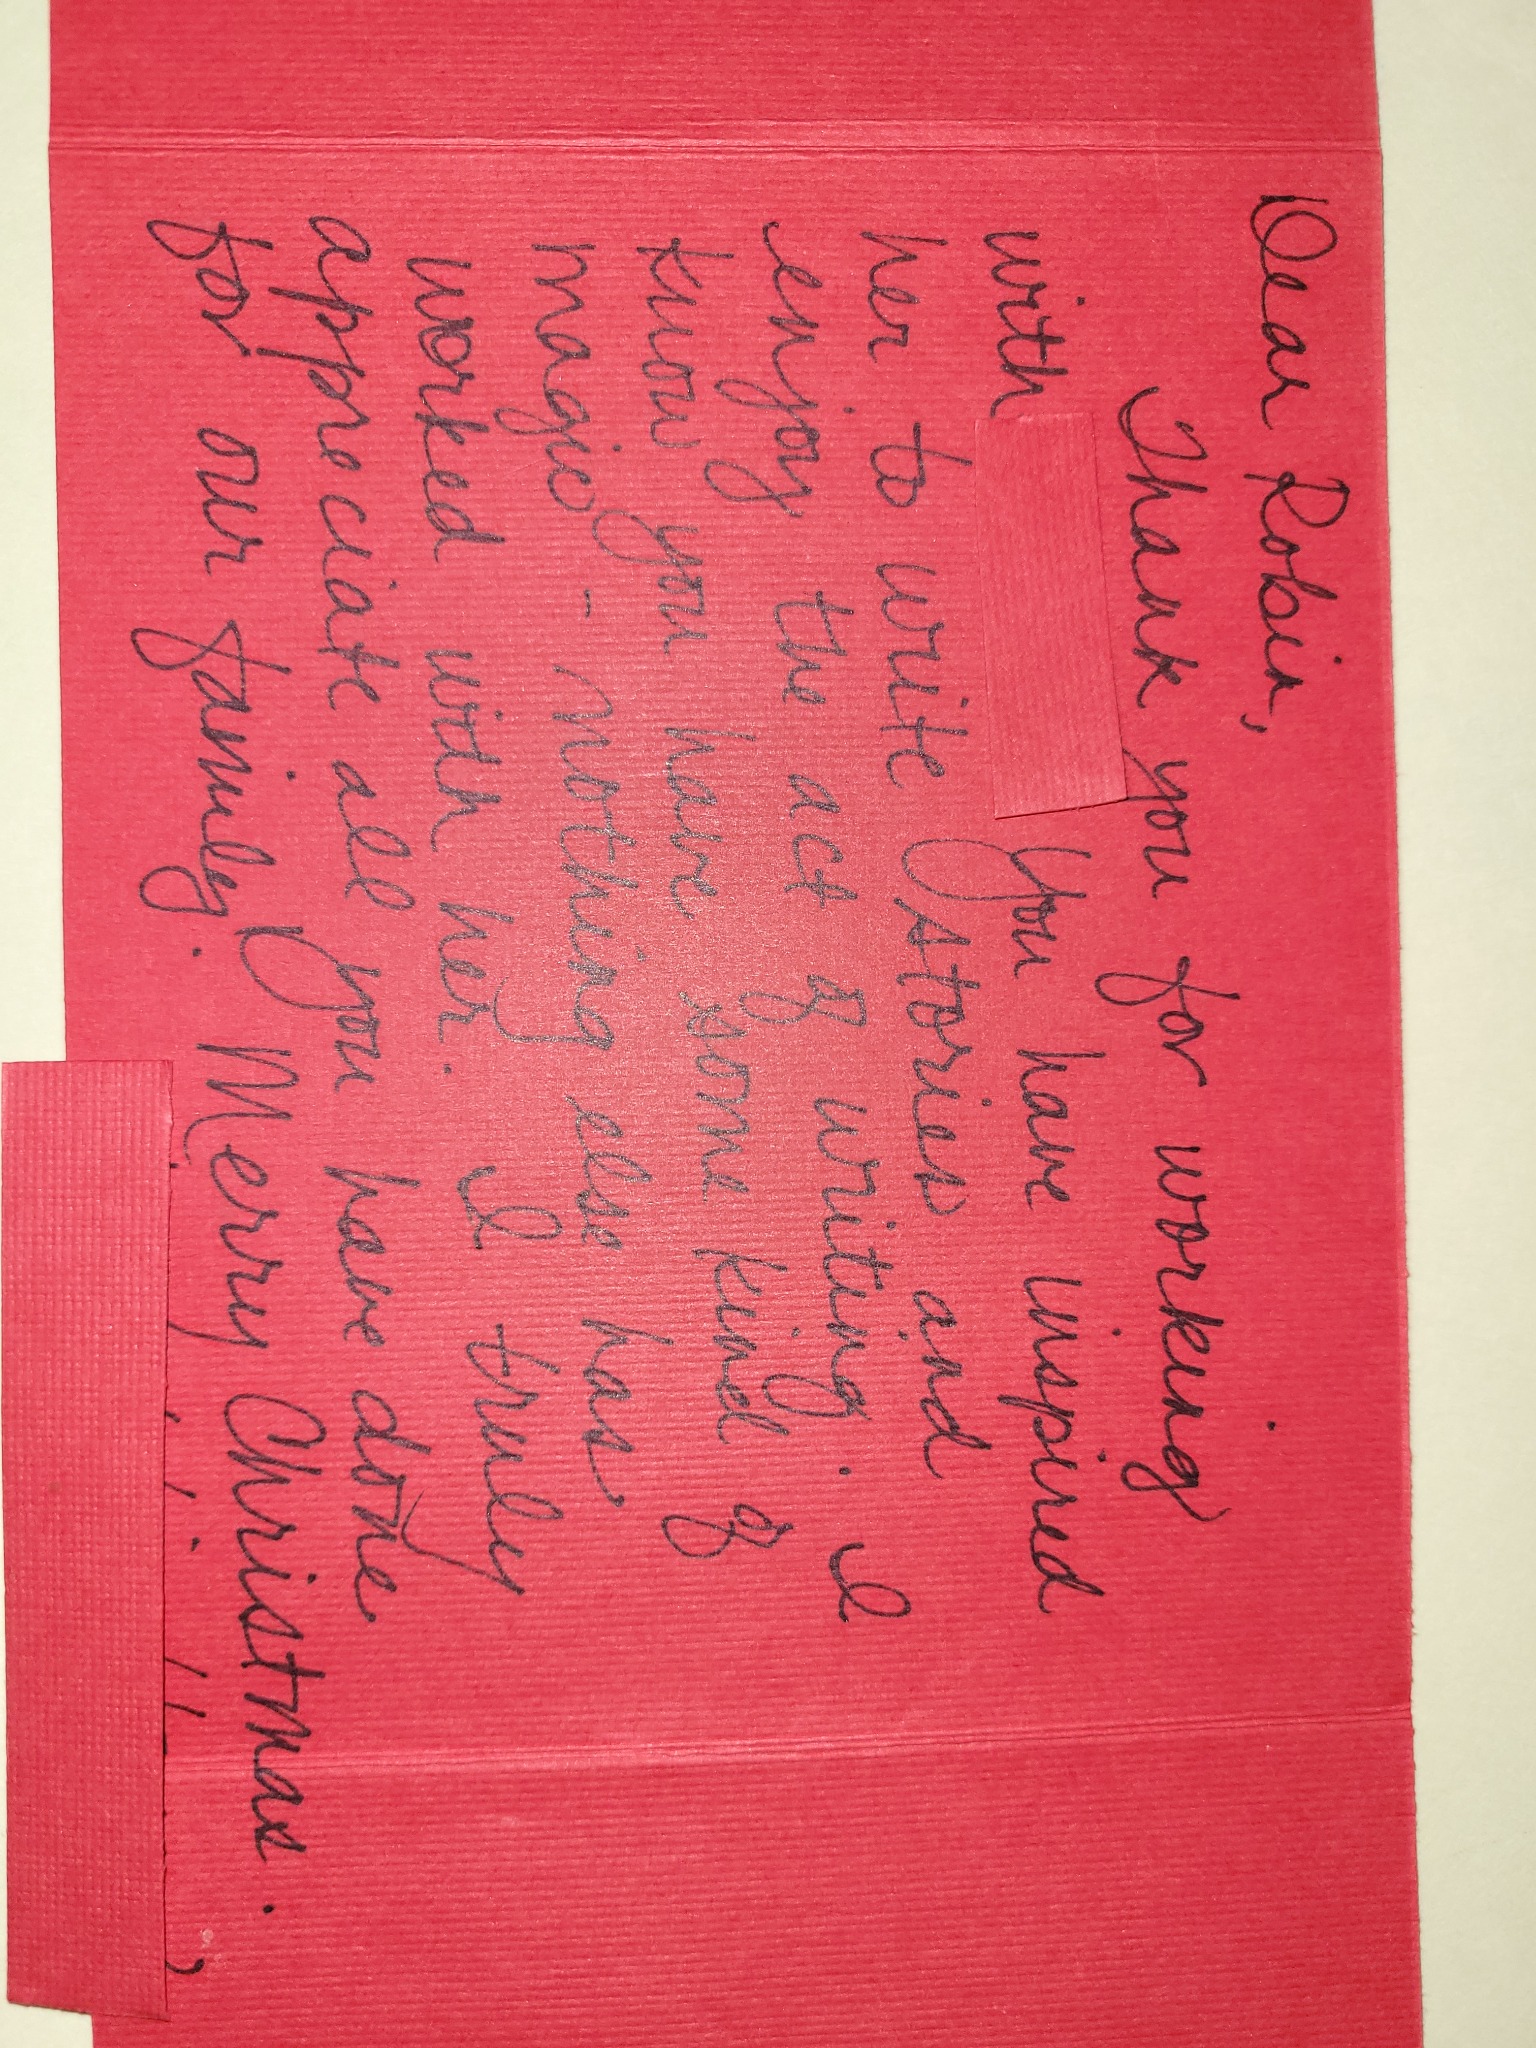 Dear Robin,
Thank you for working
with You have inspired
her to write stories and
enjoy the act of writing. I
know you have some kind of
magic - nothing else has
worked with her. I truly
appreciate all you have done
for our family. Merry Christmas.